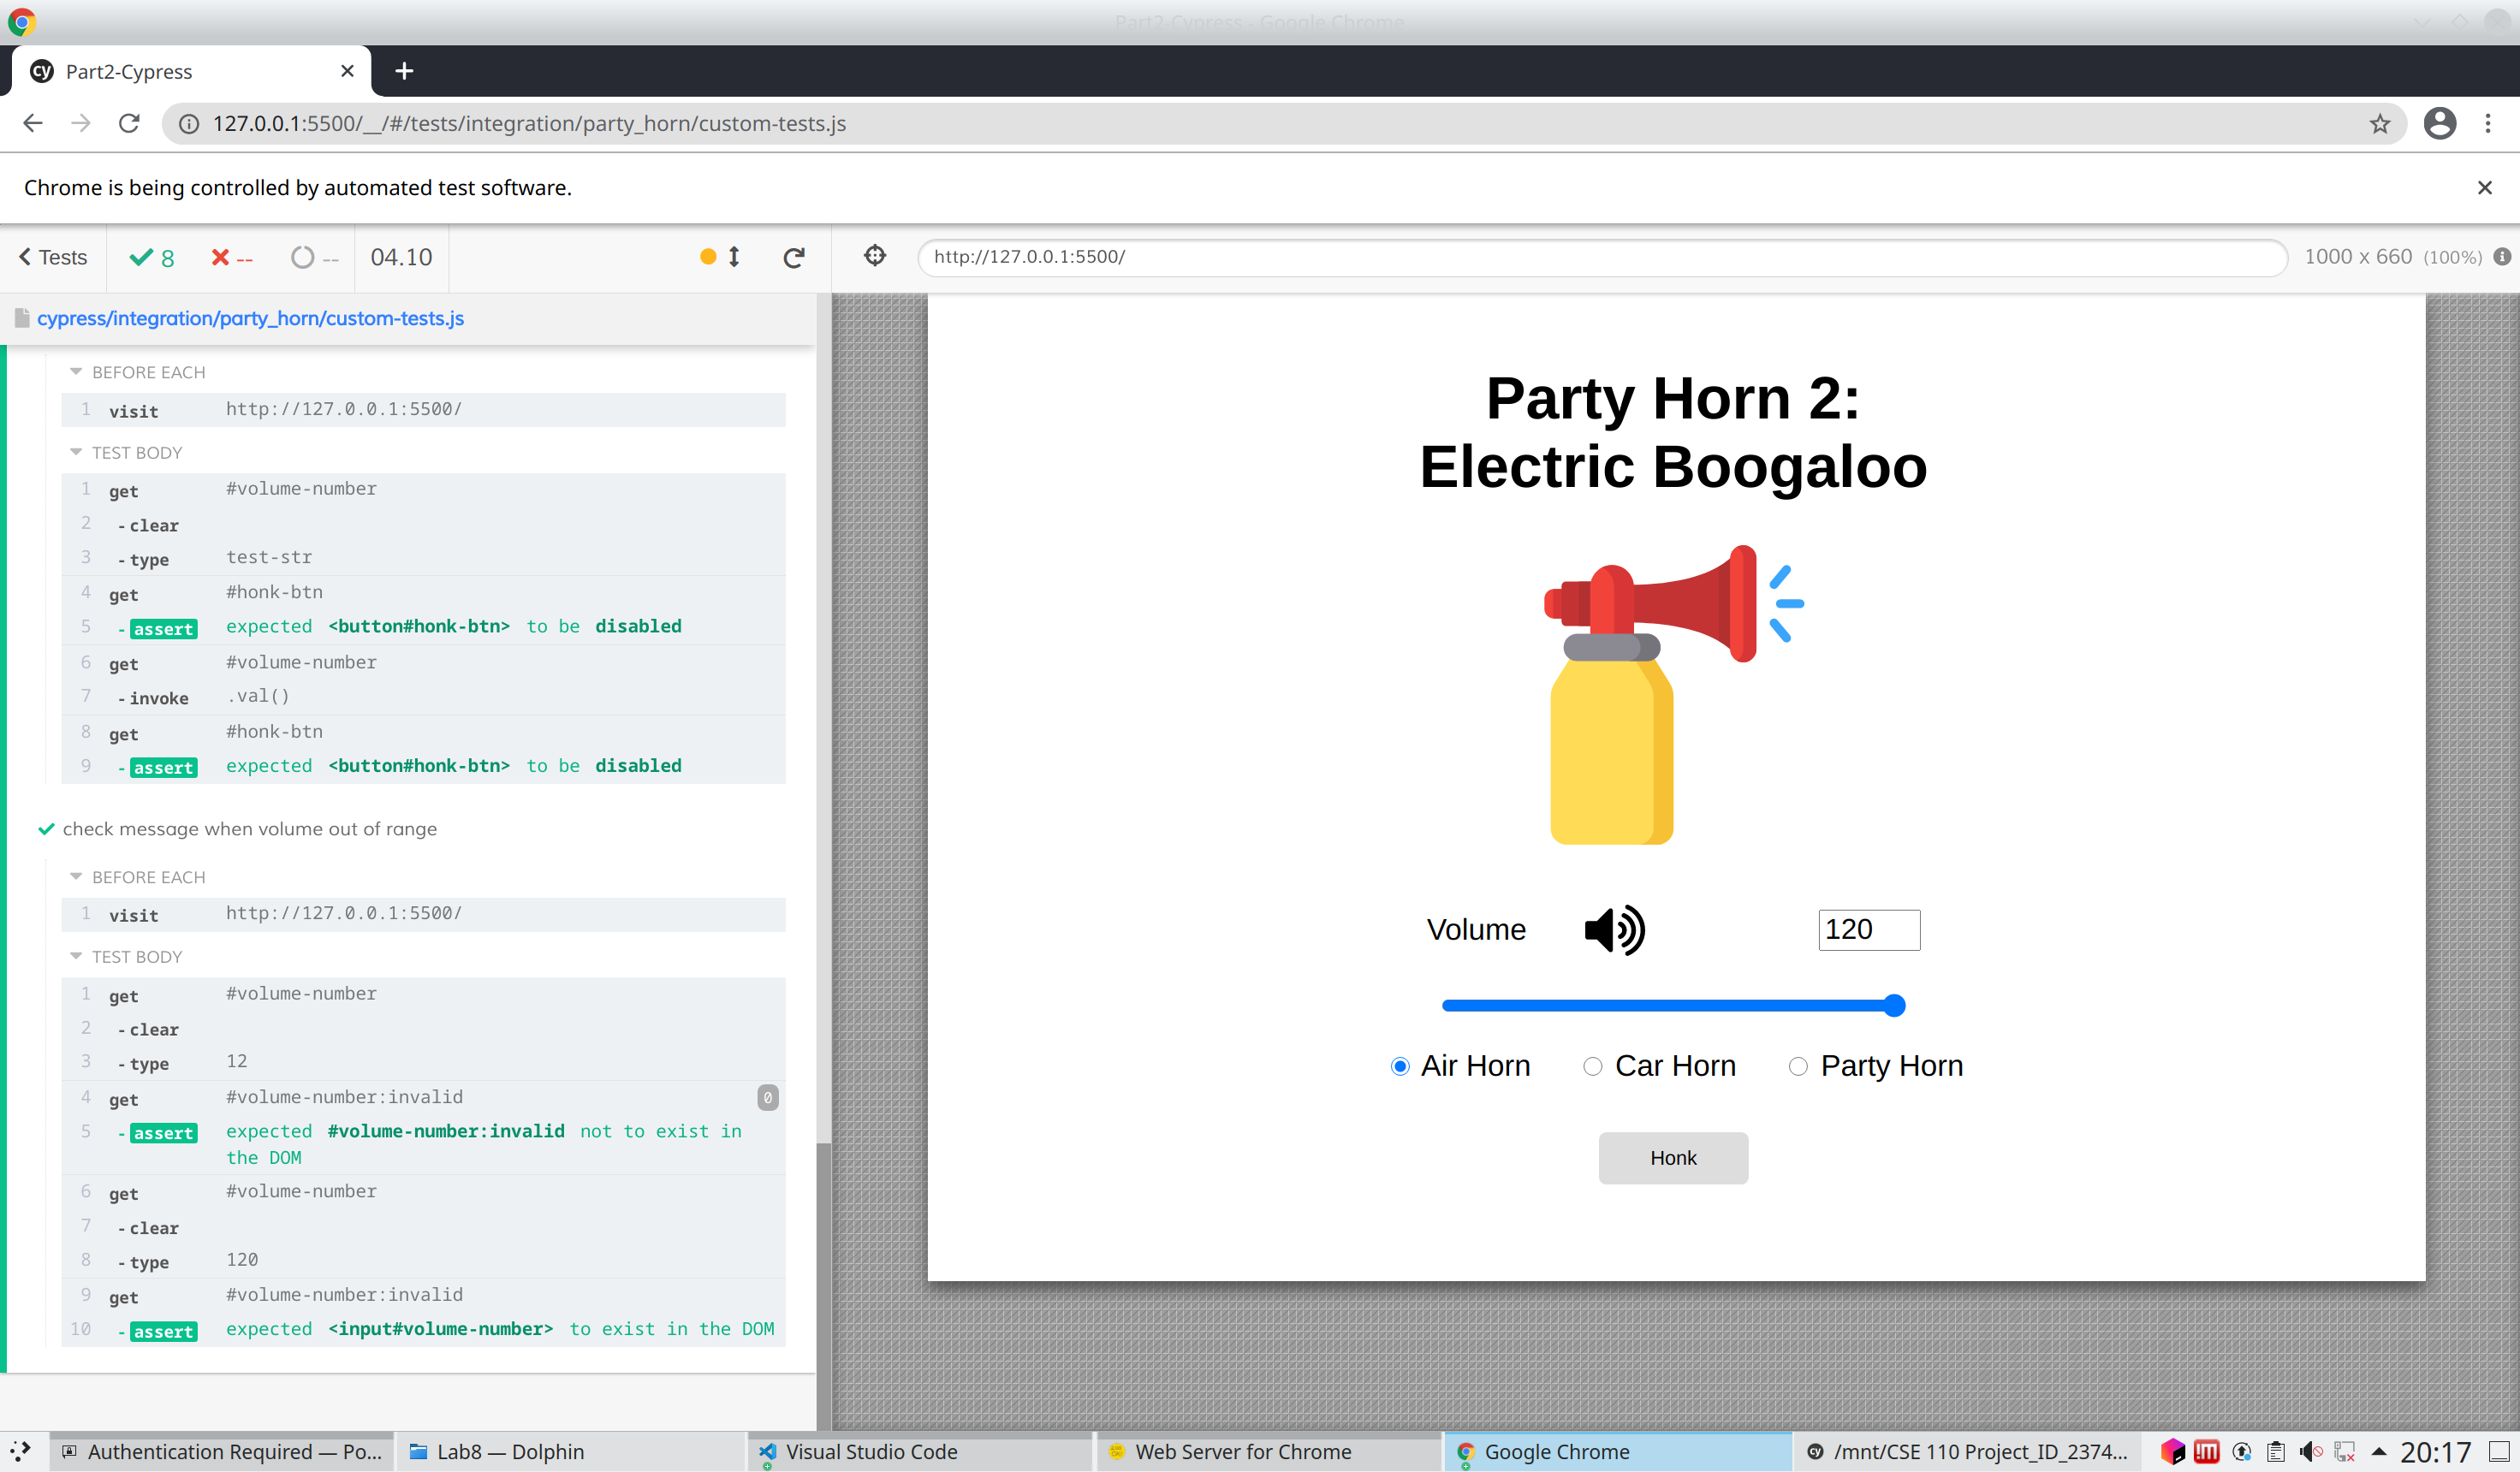 Part2-Cypress - Google Chrome
cy Part2-Cypress
127.0.0.1:5500/__/#/tests/integration/party_horn/custom-tests.js
Chrome is being controlled by automated test software.
Tests 8 -- -- 04.10
http://127.0.0.1:5500/ 1000 x 660 (100%)
cypress/integration/party_horn/custom-tests.js
BEFORE EACH
1 visit http://127.0.0.1:5500/
TEST BODY
1 get #volume-number
2 - clear
3 - type test-str
4 get #honk-btn
5 - assert expected <button#honk-btn> to be disabled
6 get #volume-number
7 - invoke .val()
8 get #honk-btn
9 - assert expected <button#honk-btn> to be disabled
check message when volume out of range
BEFORE EACH
1 visit http://127.0.0.1:5500/
TEST BODY
1 get #volume-number
2 - clear
3 - type 12
4 get #volume-number:invalid 0
5 - assert expected #volume-number:invalid not to exist in
the DOM
6 get #volume-number
7 - clear
8 - type 120
9 get #volume-number:invalid
10 - assert expected <input#volume-number> to exist in the DOM
Party Horn 2:
Electric Boogaloo
Volume 120
Air Horn Car Horn Party Horn
Honk
Authentication Required — Po... Lab8 — Dolphin Visual Studio Code Web Server for Chrome Google Chrome cy /mnt/CSE 110 Project_ID_2374... 20:17